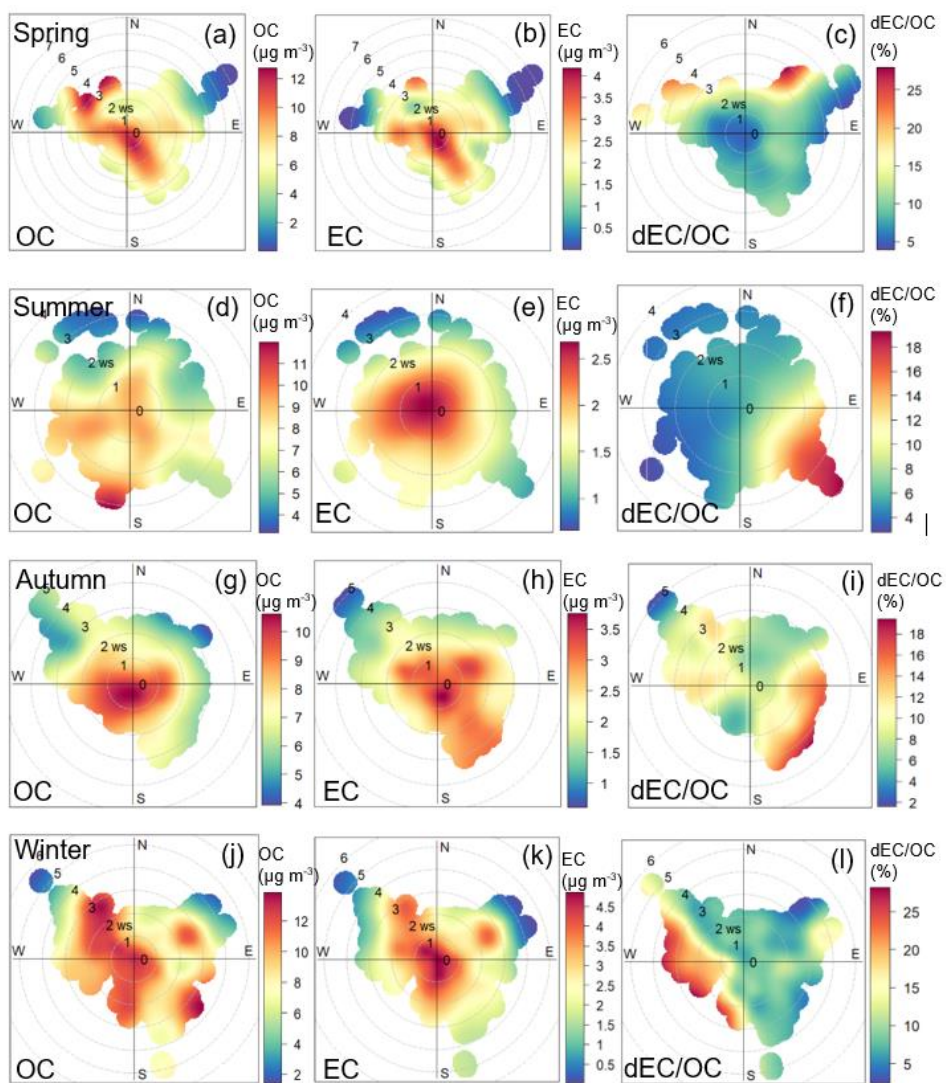 Spring
(a)
OC
(µg m-3)
N
W
E
S
7
6
5
4
3
2 ws
1
0
12
10
8
6
4
2
OC
(b)
EC
(µg m-3)
N
W
E
S
7
6
5
4
3
2 ws
1
0
4
3.5
3
2.5
2
1.5
1
0.5
0.0
EC
(c)
dEC/OC
(%)
N
W
E
S
7
6
5
4
3
2 ws
1
0
25
20
15
10
5
dEC/OC
Summer
(d)
OC
(µg m-3)
N
W
E
S
4
3
2 ws
1
0
11
10
9
8
7
6
5
4
OC
(e)
EC
(µg m-3)
N
W
E
S
4
3
2 ws
1
0
2.5
2
1.5
1
EC
(f)
dEC/OC
(%)
N
W
E
S
4
3
2 ws
1
0
18
16
14
12
10
8
6
4
dEC/OC
Autumn
(g)
OC
(µg m-3)
N
W
E
S
5
4
3
2 ws
1
0
10
9
8
7
6
5
4
OC
(h)
EC
(µg m-3)
N
W
E
S
5
4
3
2 ws
1
0
3.5
3
2.5
2
1.5
1
EC
(i)
dEC/OC
(%)
N
W
E
S
5
4
3
2 ws
1
0
18
16
14
12
10
8
6
4
2
dEC/OC
Winter
(j)
OC
(µg m-3)
N
W
E
S
6
5
4
3
2 ws
1
0
12
10
8
6
4
2
OC
(k)
EC
(µg m-3)
N
W
E
S
6
5
4
3
2 ws
1
0
4.5
4
3.5
3
2.5
2
1.5
1
0.5
EC
(l)
dEC/OC
(%)
N
W
E
S
6
5
4
3
2 ws
1
0
25
20
15
10
5
dEC/OC